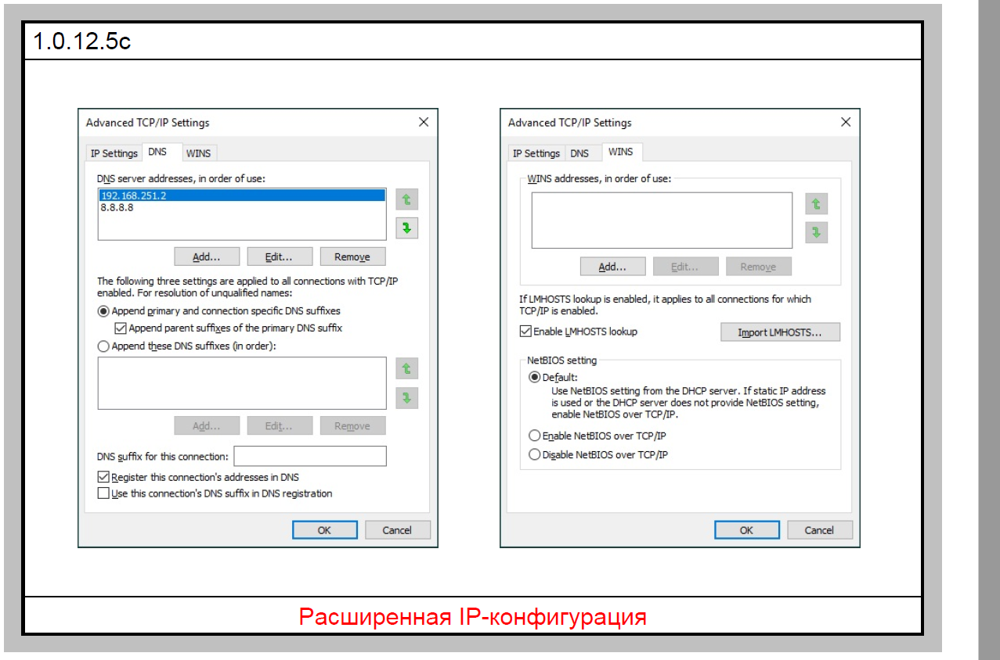 1.0.12.5c
Advanced TCP/IP Settings
IP Settings DNS WINS
DNS server addresses, in order of use:
192.168.251.2
8.8.8.8
Add... Edit... Remove
The following three settings are applied to all connections with TCP/IP
enabled. For resolution of unqualified names:
Append primary and connection specific DNS suffixes
Append parent suffixes of the primary DNS suffix
Append these DNS suffixes (in order):
Add... Edit... Remove
DNS suffix for this connection:
Register this connection's addresses in DNS
Use this connection's DNS suffix in DNS registration
OK Cancel
Advanced TCP/IP Settings
IP Settings DNS WINS
WINS addresses, in order of use:
Add... Edit... Remove
If LMHOSTS lookup is enabled, it applies to all connections for which
TCP/IP is enabled.
Enable LMHOSTS lookup Import LMHOSTS...
NetBIOS setting
Default:
Use NetBIOS setting from the DHCP server. If static IP address
is used or the DHCP server does not provide NetBIOS setting,
enable NetBIOS over TCP/IP.
Enable NetBIOS over TCP/IP
Disable NetBIOS over TCP/IP
OK Cancel
Расширенная IP-конфигурация